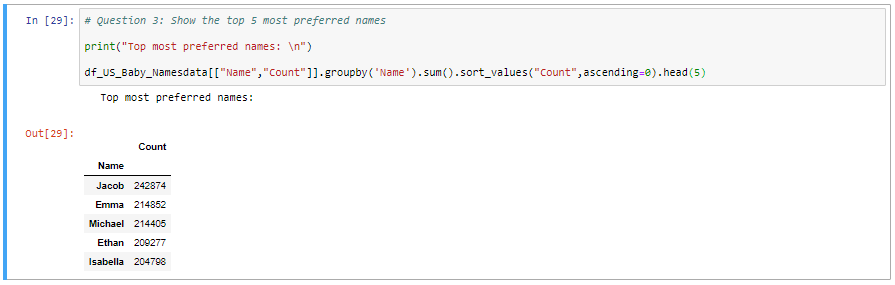 In [29]: # Question 3: Show the top 5 most preferred names
print("Top most preferred names: \n")
df_US_Baby_Namesdata[["Name","Count"]].groupby('Name').sum().sort_values("Count",ascending=0).head(5)
Top most preferred names:
Out[29]:
Count
Name
Jacob 242874
Emma 214852
Michael 214405
Ethan 209277
Isabella 204798